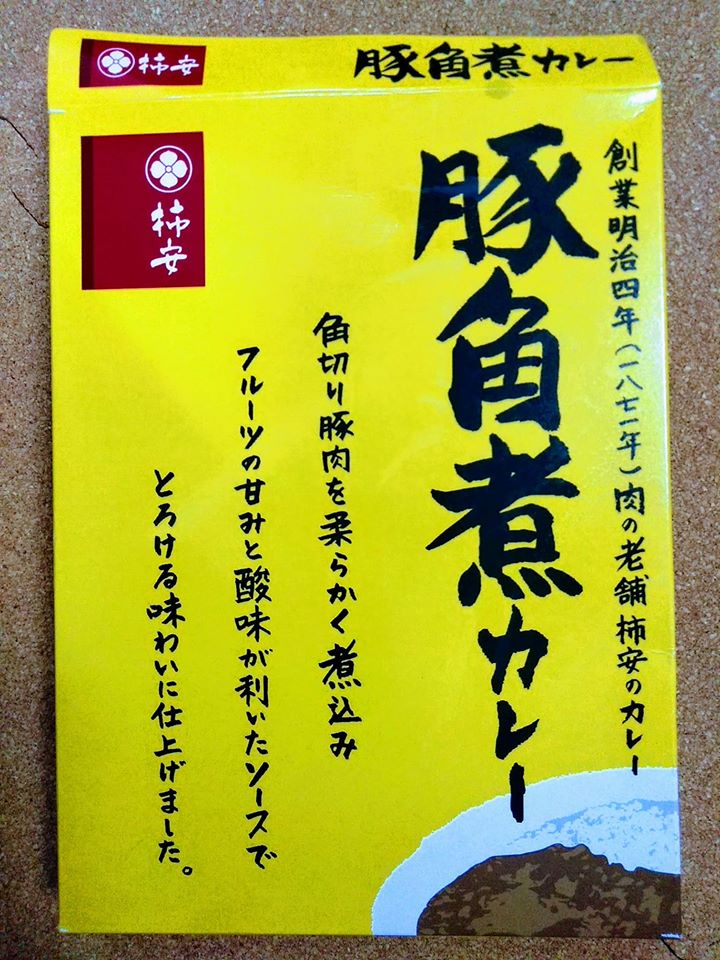 柿安
豚角煮カレー
創業明治四年(一八七一年)肉の老舗柿安のカレー
豚角煮カレー
角切り豚肉を柔らかく煮込み
フルーツの甘みと酸味が利いたソースで
とろける味わいに仕上げました。
柿安